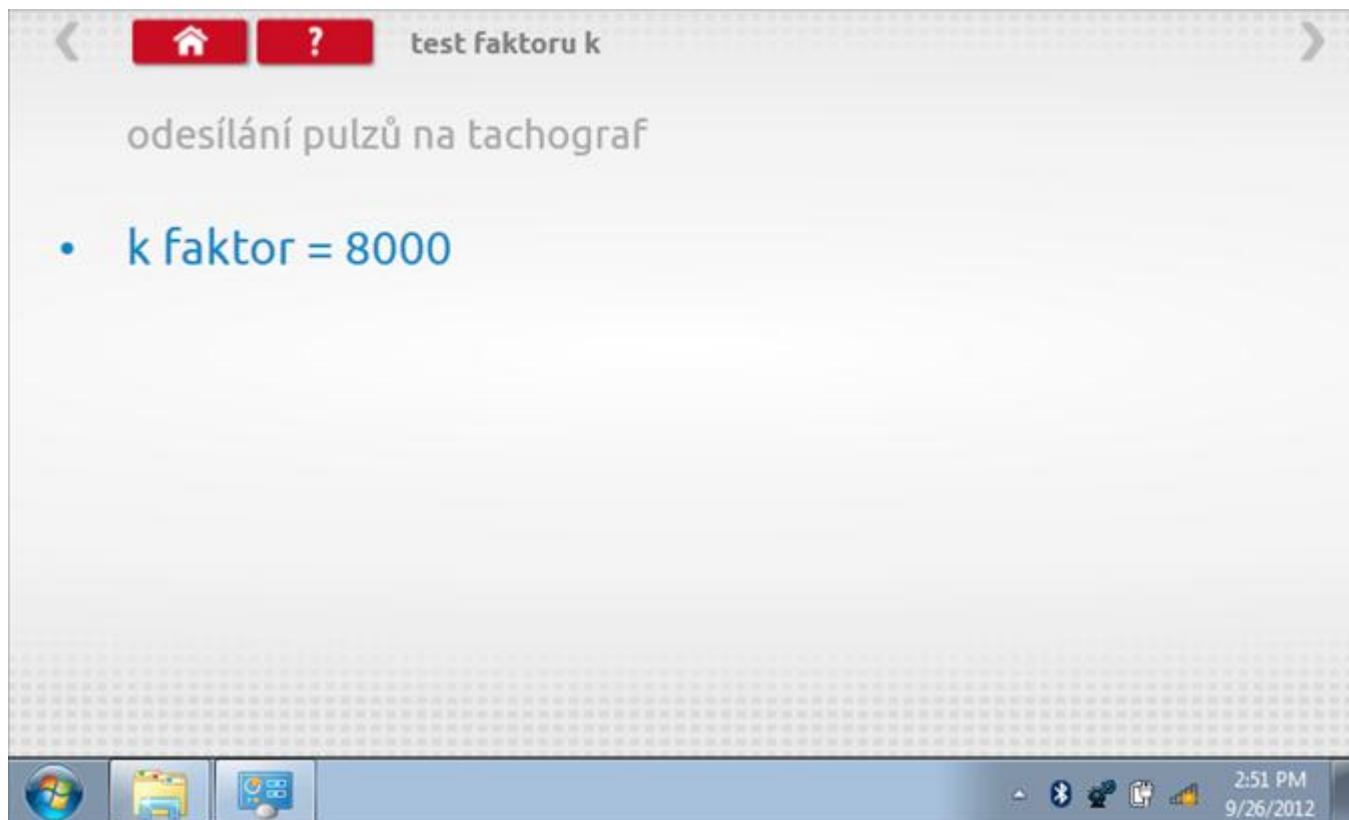 ? test faktoru k
odesílání pulzů na tachograf
• k faktor = 8000
2:51 PM
9/26/2012